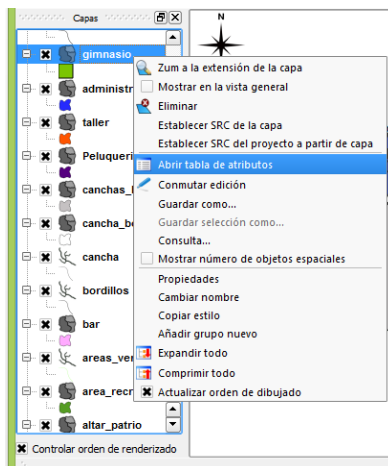 Capas
N
gimnasio
Zum a la extensión de la capa
Mostrar en la vista general
administr
Eliminar
taller
Establecer SRC de la capa
Establecer SRC del proyecto a partir de capa
Peluqueri
Abrir tabla de atributos
Conmutar edición
canchas_
Guardar como...
Guardar selección como...
cancha_b
Consulta...
Mostrar número de objetos espaciales
cancha
Propiedades
bordillos
Cambiar nombre
Copiar estilo
bar
Añadir grupo nuevo
areas_ver
Expandir todo
Comprimir todo
area_recr
Actualizar orden de dibujado
altar_patrio
Controlar orden de renderizado